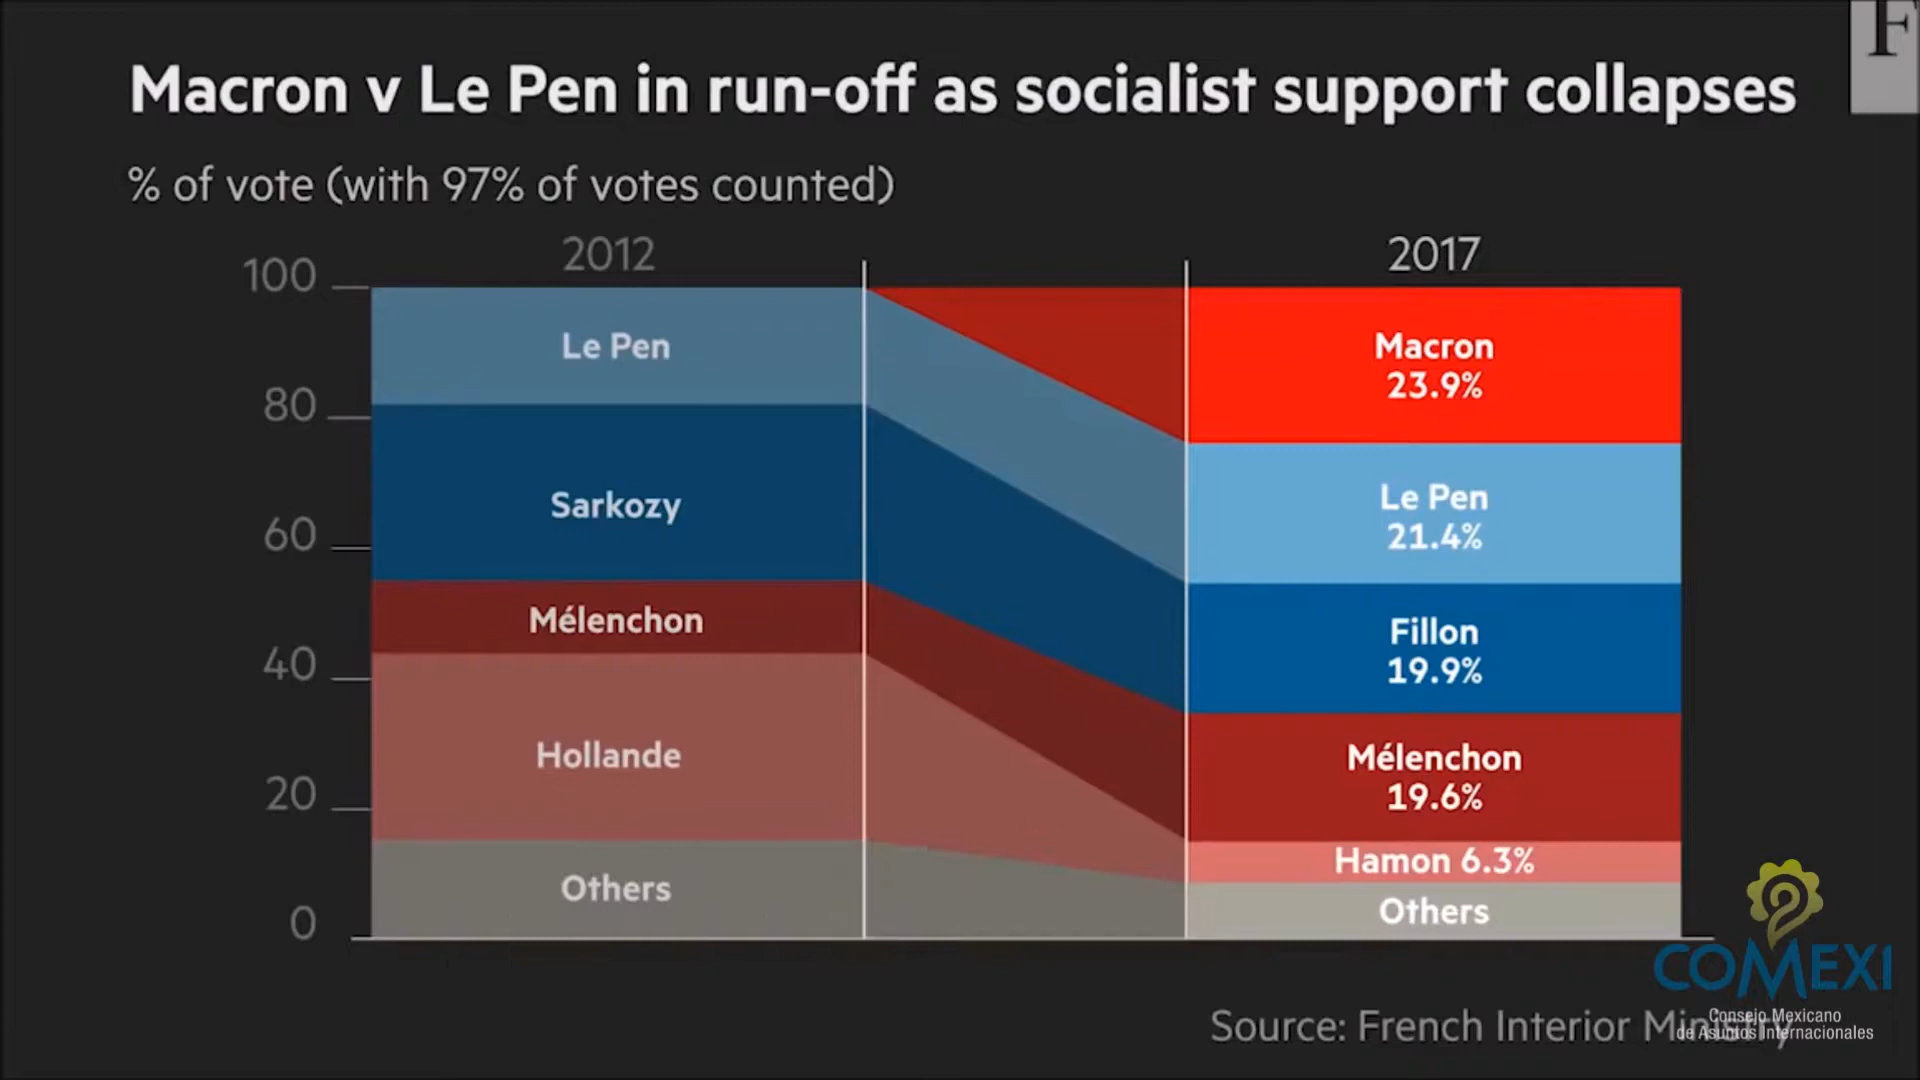 F
Macron v Le Pen in run-off as socialist support collapses
% of vote (with 97% of votes counted)
2012
2017
100
80
60
40
20
0
Le Pen
Sarkozy
Mélenchon
Hollande
Others
Macron
23.9%
Le Pen
21.4%
Fillon
19.9%
Mélenchon
19.6%
Hamon 6.3%
Others
COMEXI
Consejo Mexicano
de Asuntos Internacionales
Source: French Interior Ministry